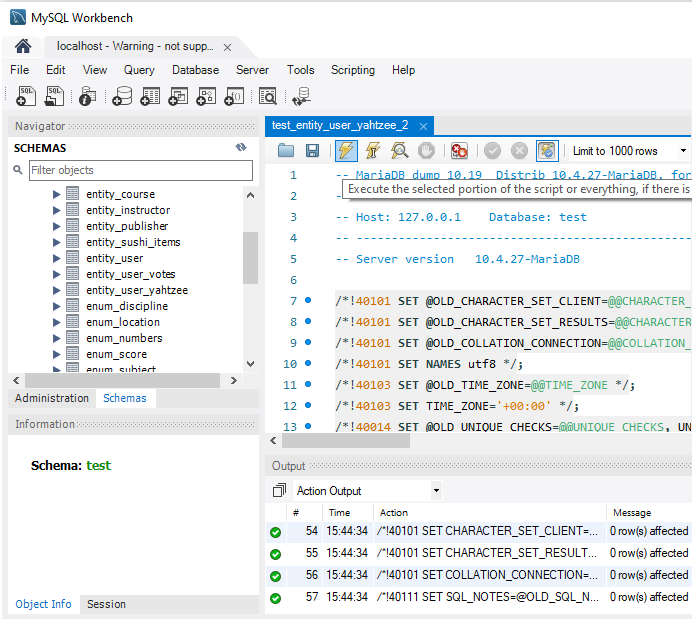 MySQL Workbench
localhost - Warning - not supp...
File Edit View Query Database Server Tools Scripting Help
Navigator
SCHEMAS
Filter objects
entity_course
entity_instructor
entity_publisher
entity_sushi_items
entity_user
entity_user_votes
entity_user_yahtzee
enum_discipline
enum_location
enum_numbers
enum_score
enum_subject
Administration Schemas
Information
Schema: test
Object Info Session
test_entity_user_yahtzee_2
Limit to 1000 rows
1 -- MariaDB dump 10.19 Distrib 10.4.27-MariaDB, for
Execute the selected portion of the script or everything, if there is
2 --
3 -- Host: 127.0.0.1 Database: test
4 -- ------------------------------------------------
5 -- Server version 10.4.27-MariaDB
6
7 /*!40101 SET @OLD_CHARACTER_SET_CLIENT=@@CHARACTER_
8 /*!40101 SET @OLD_CHARACTER_SET_RESULTS=@@CHARACTER
9 /*!40101 SET @OLD_COLLATION_CONNECTION=@@COLLATION_
10 /*!40101 SET NAMES utf8 */;
11 /*!40103 SET @OLD_TIME_ZONE=@@TIME_ZONE */;
12 /*!40103 SET TIME_ZONE='+00:00' */;
13 /*!40014 SET @OLD_UNIQUE_CHECKS=@@UNIQUE_CHECKS, UN
Output
Action Output
# Time Action Message
54 15:44:34 /*!40101 SET CHARACTER_SET_CLIENT=... 0 row(s) affected
55 15:44:34 /*!40101 SET CHARACTER_SET_RESULT... 0 row(s) affected
56 15:44:34 /*!40101 SET COLLATION_CONNECTION=... 0 row(s) affected
57 15:44:34 /*!40111 SET SQL_NOTES=@OLD_SQL_N... 0 row(s) affected